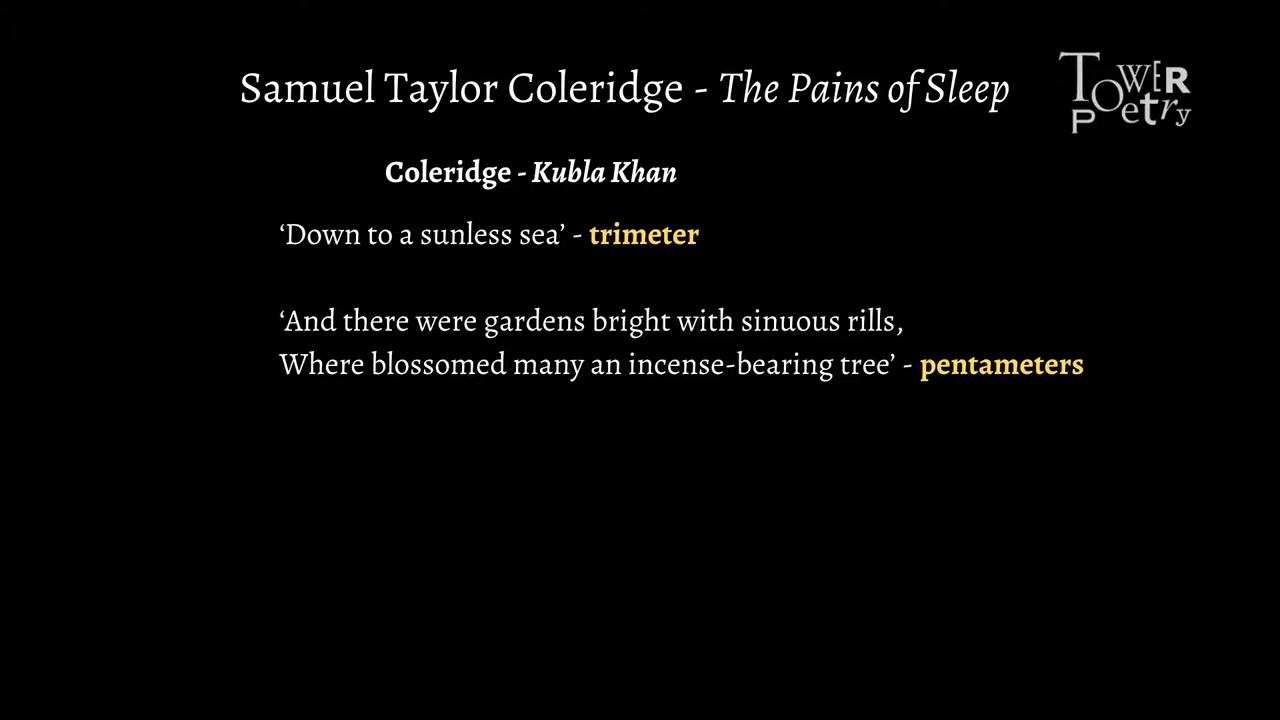 Samuel Taylor Coleridge - The Pains of Sleep
TOWER
Poetry
Coleridge - Kubla Khan
‘Down to a sunless sea’ - trimeter
‘And there were gardens bright with sinuous rills,
Where blossomed many an incense-bearing tree’ - pentameters